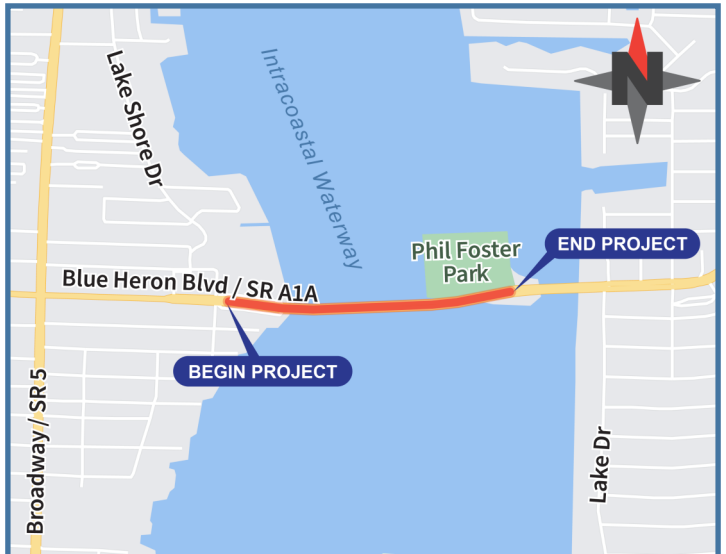 Lake Shore Dr
Intracoastal Waterway
N
Phil Foster
Park
END PROJECT
Blue Heron Blvd / SR A1A
BEGIN PROJECT
Broadway / SR 5
Lake Dr